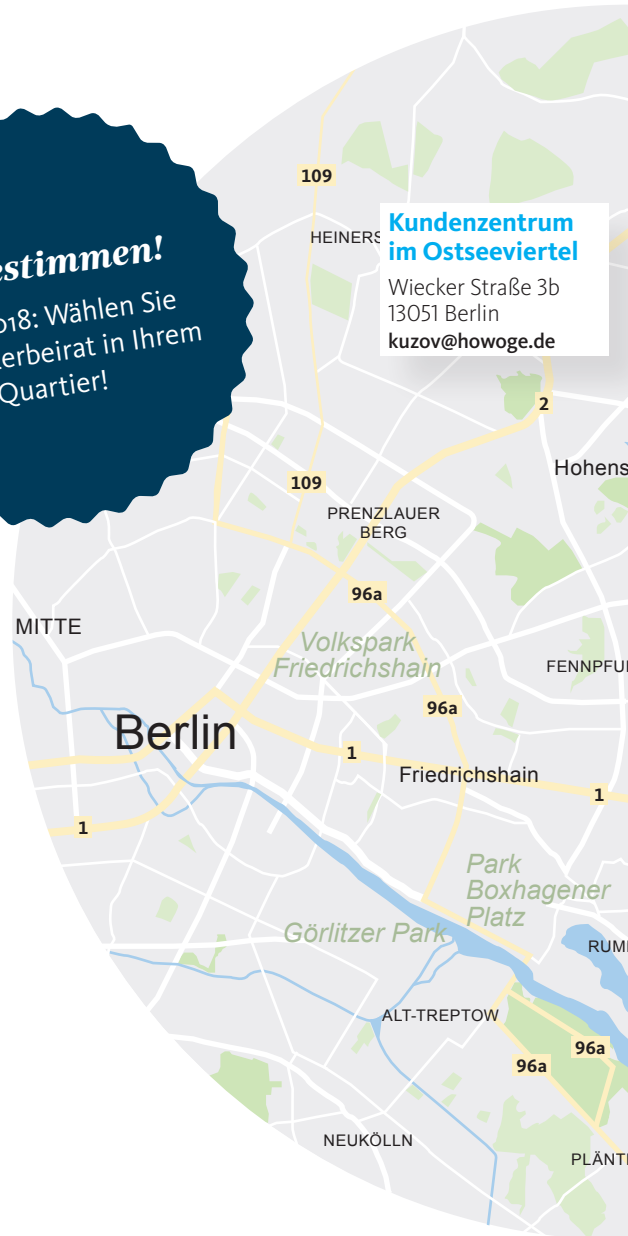 109
HEINERS
Kundenzentrum
im Ostseeviertel
Wiecker Straße 3b
13051 Berlin
kuzov@howoge.de
estimmen!
018: Wählen Sie
erbeirat in Ihrem
Quartier!
2
Hohens
109
PRENZLAUER
BERG
96a
MITTE
Volkspark
Friedrichshain
FENNPFU
96a
Berlin
1
Friedrichshain
1
1
Park
Boxhagener
Platz
Görlitzer Park
RUM
ALT-TREPTOW
96a
96a
NEUKÖLLN
PLÄNT